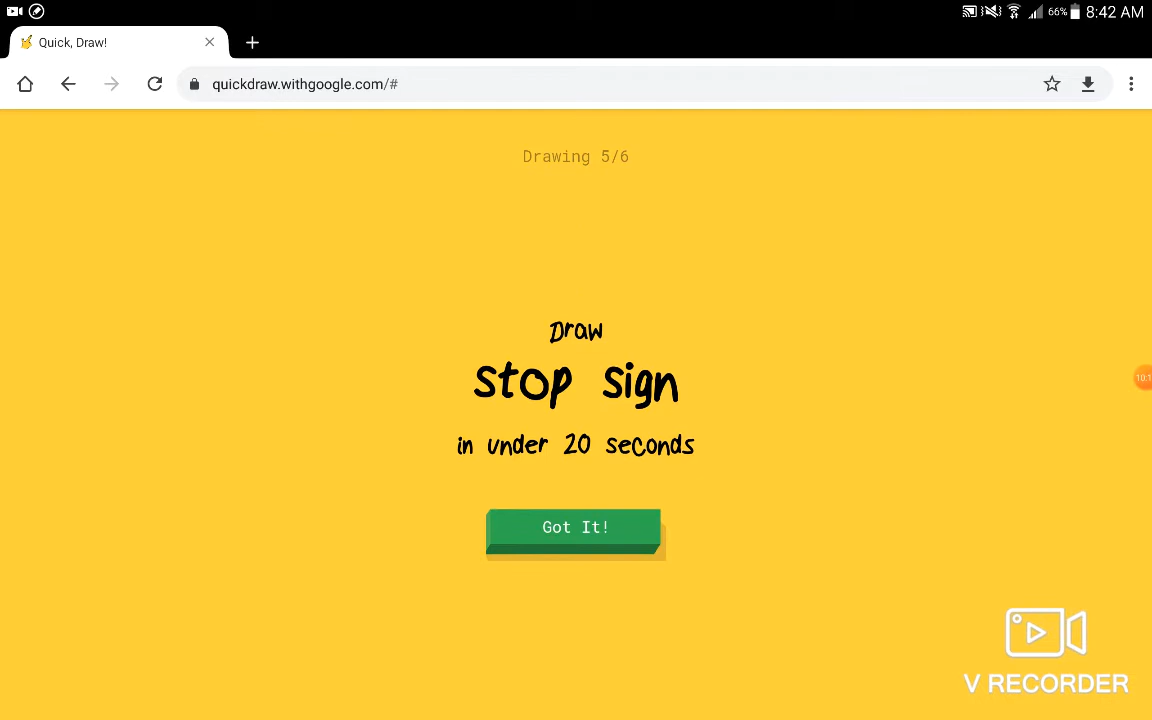 66% 8:42 AM
Quick, Draw!
quickdraw.withgoogle.com/#
Drawing 5/6
Draw
stop sign
in under 20 seconds
Got It!
V RECORDER